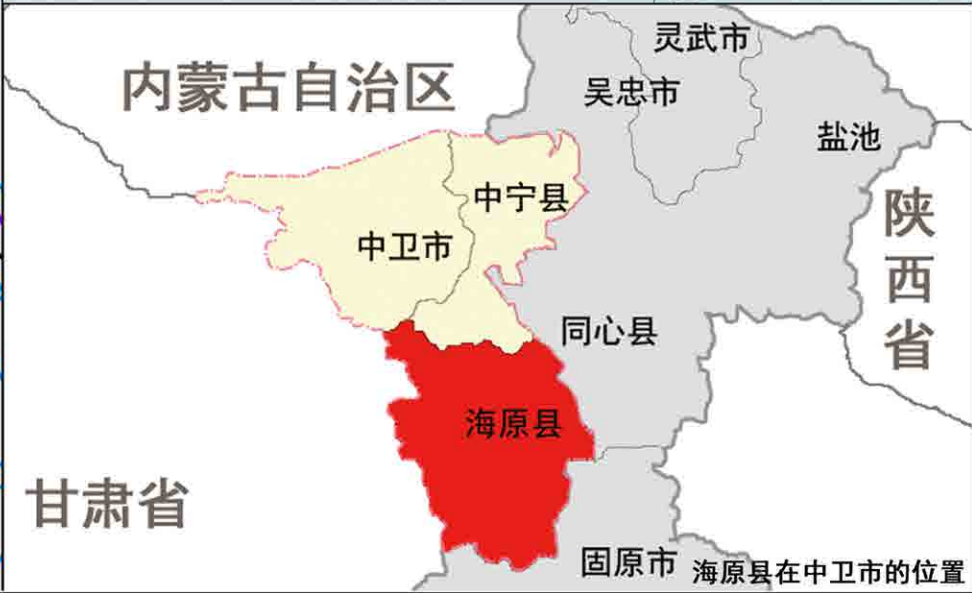 灵武市
内蒙古自治区
吴忠市
盐池
中宁县
陕西省
中卫市
同心县
海原县
甘肃省
固原市
海原县在中卫市的位置